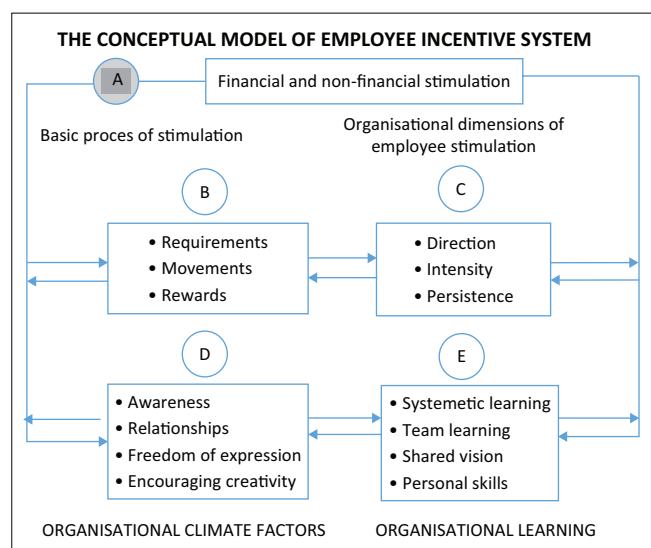 THE CONCEPTUAL MODEL OF EMPLOYEE INCENTIVE SYSTEM
A
Financial and non-financial stimulation
Basic proces of stimulation
Organisational dimensions of
employee stimulation
B
C
• Requirements
• Movements
• Rewards
• Direction
• Intensity
• Persistence
D
E
• Awareness
• Relationships
• Freedom of expression
• Encouraging creativity
• Systemetic learning
• Team learning
• Shared vision
• Personal skills
ORGANISATIONAL CLIMATE FACTORS
ORGANISATIONAL LEARNING